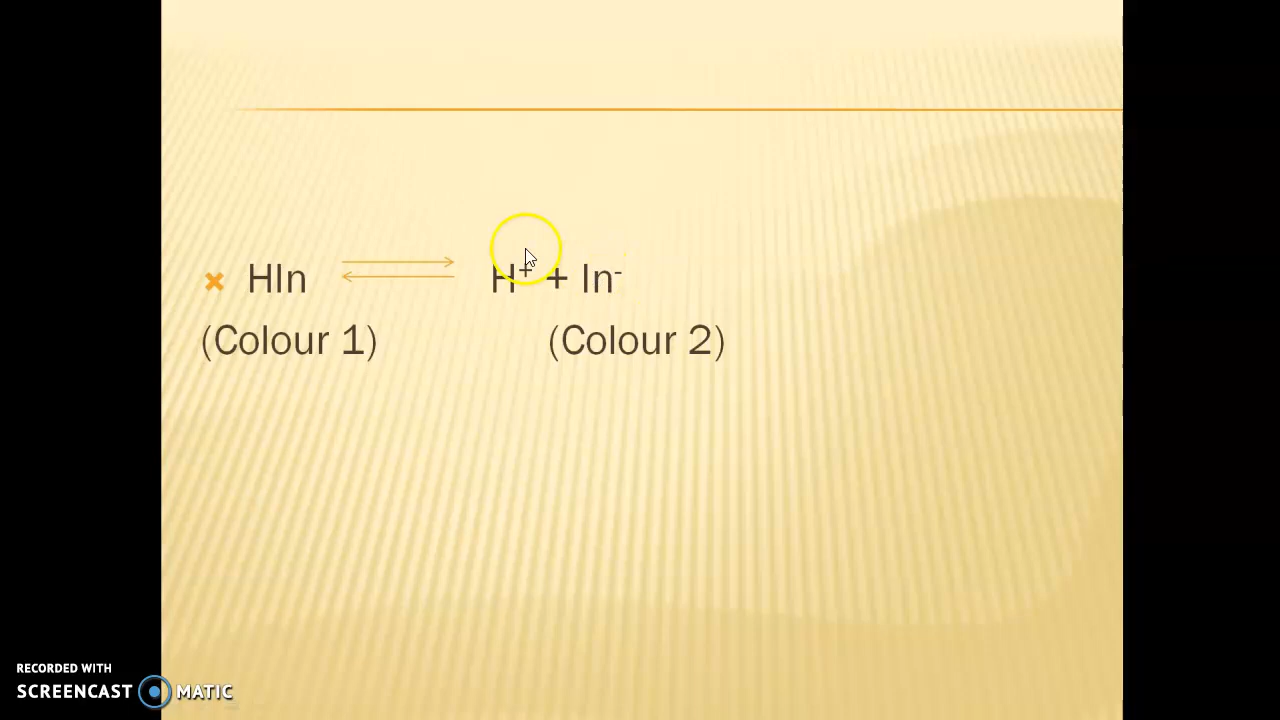 HIn ⇌ H⁺ + In⁻
(Colour 1) (Colour 2)
RECORDED WITH
SCREENCAST MATIC